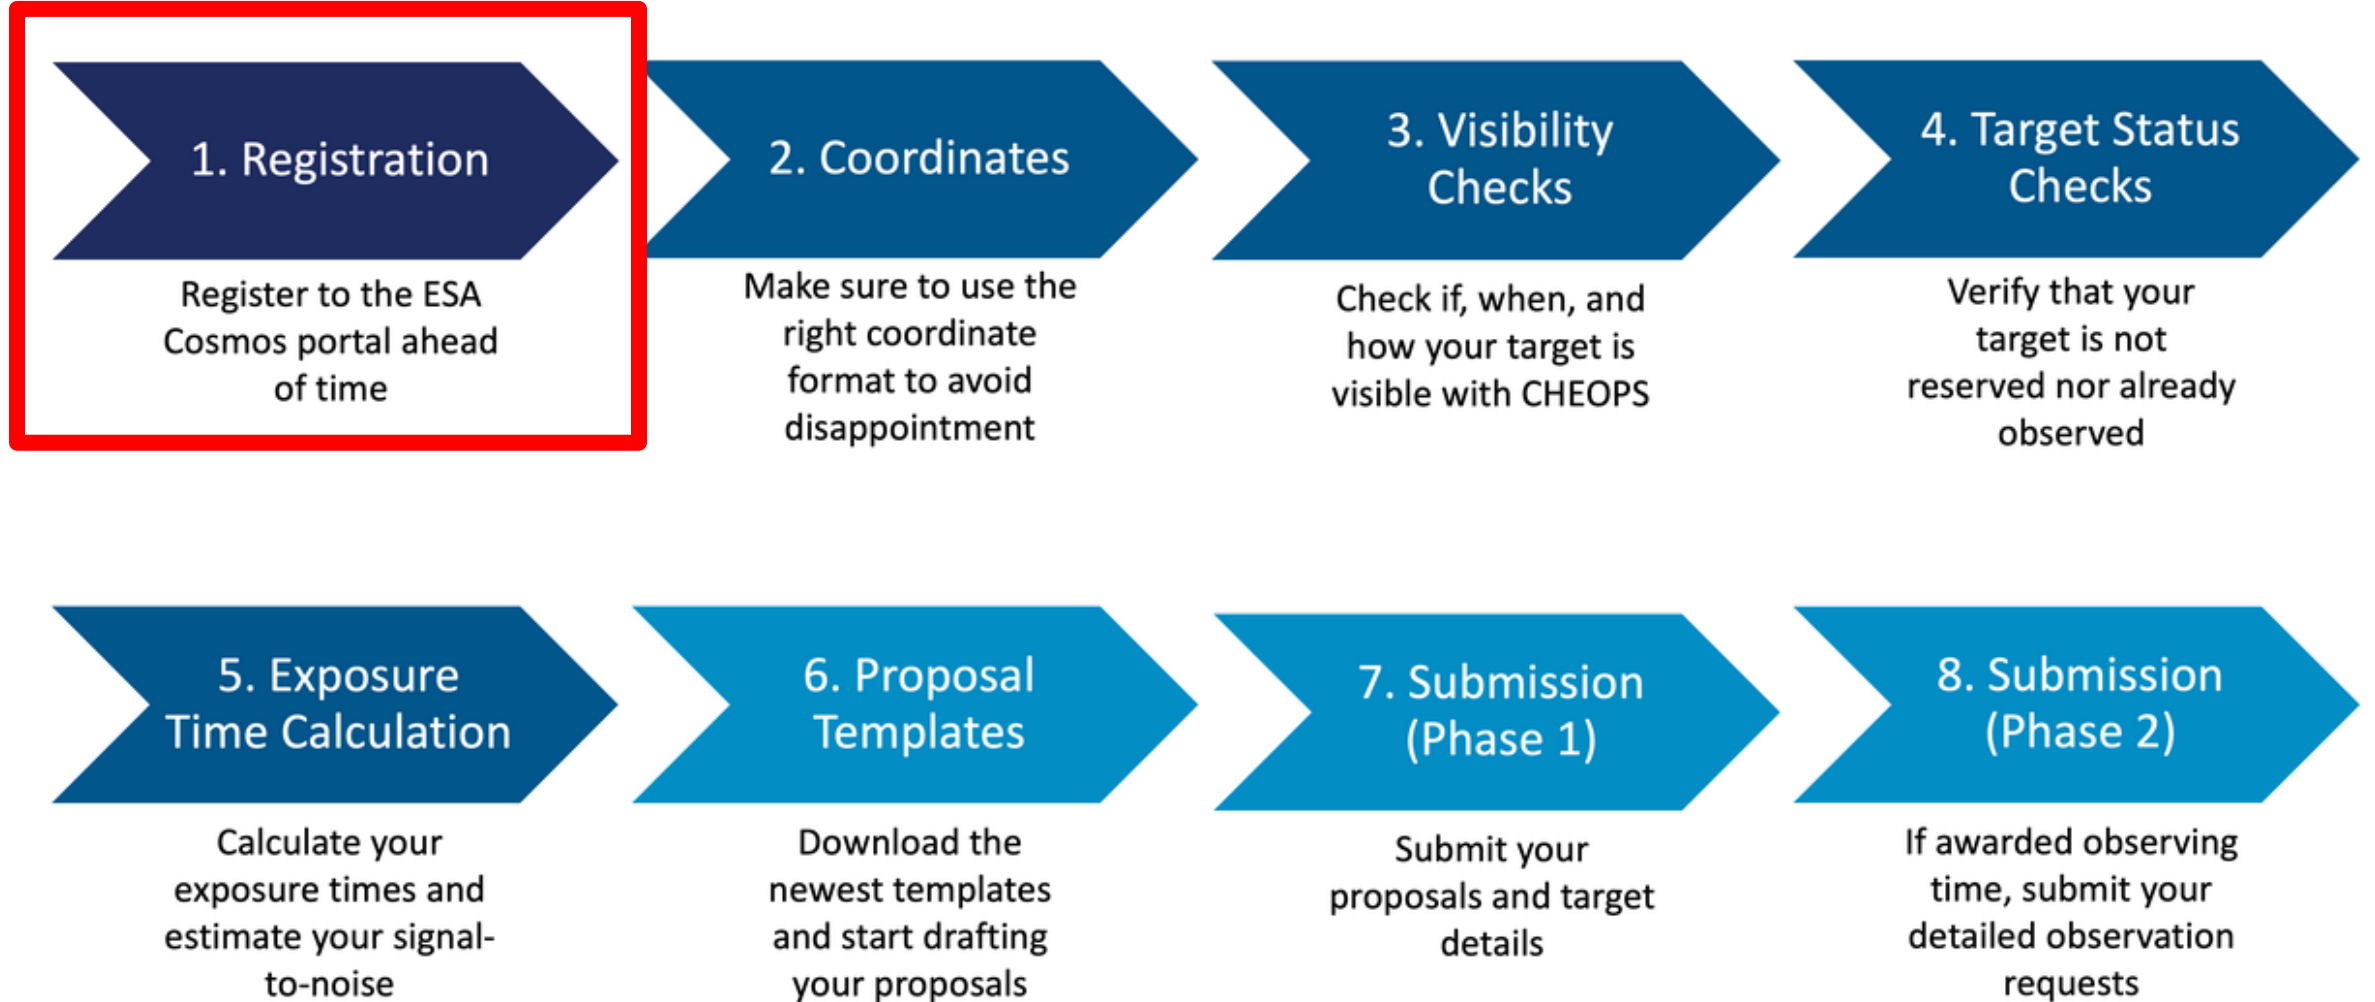 1. Registration
Register to the ESA
Cosmos portal ahead
of time
2. Coordinates
Make sure to use the
right coordinate
format to avoid
disappointment
3. Visibility
Checks
Check if, when, and
how your target is
visible with CHEOPS
4. Target Status
Checks
Verify that your
target is not
reserved nor already
observed
5. Exposure
Time Calculation
Calculate your
exposure times and
estimate your signal-
to-noise
6. Proposal
Templates
Download the
newest templates
and start drafting
your proposals
7. Submission
(Phase 1)
Submit your
proposals and target
details
8. Submission
(Phase 2)
If awarded observing
time, submit your
detailed observation
requests